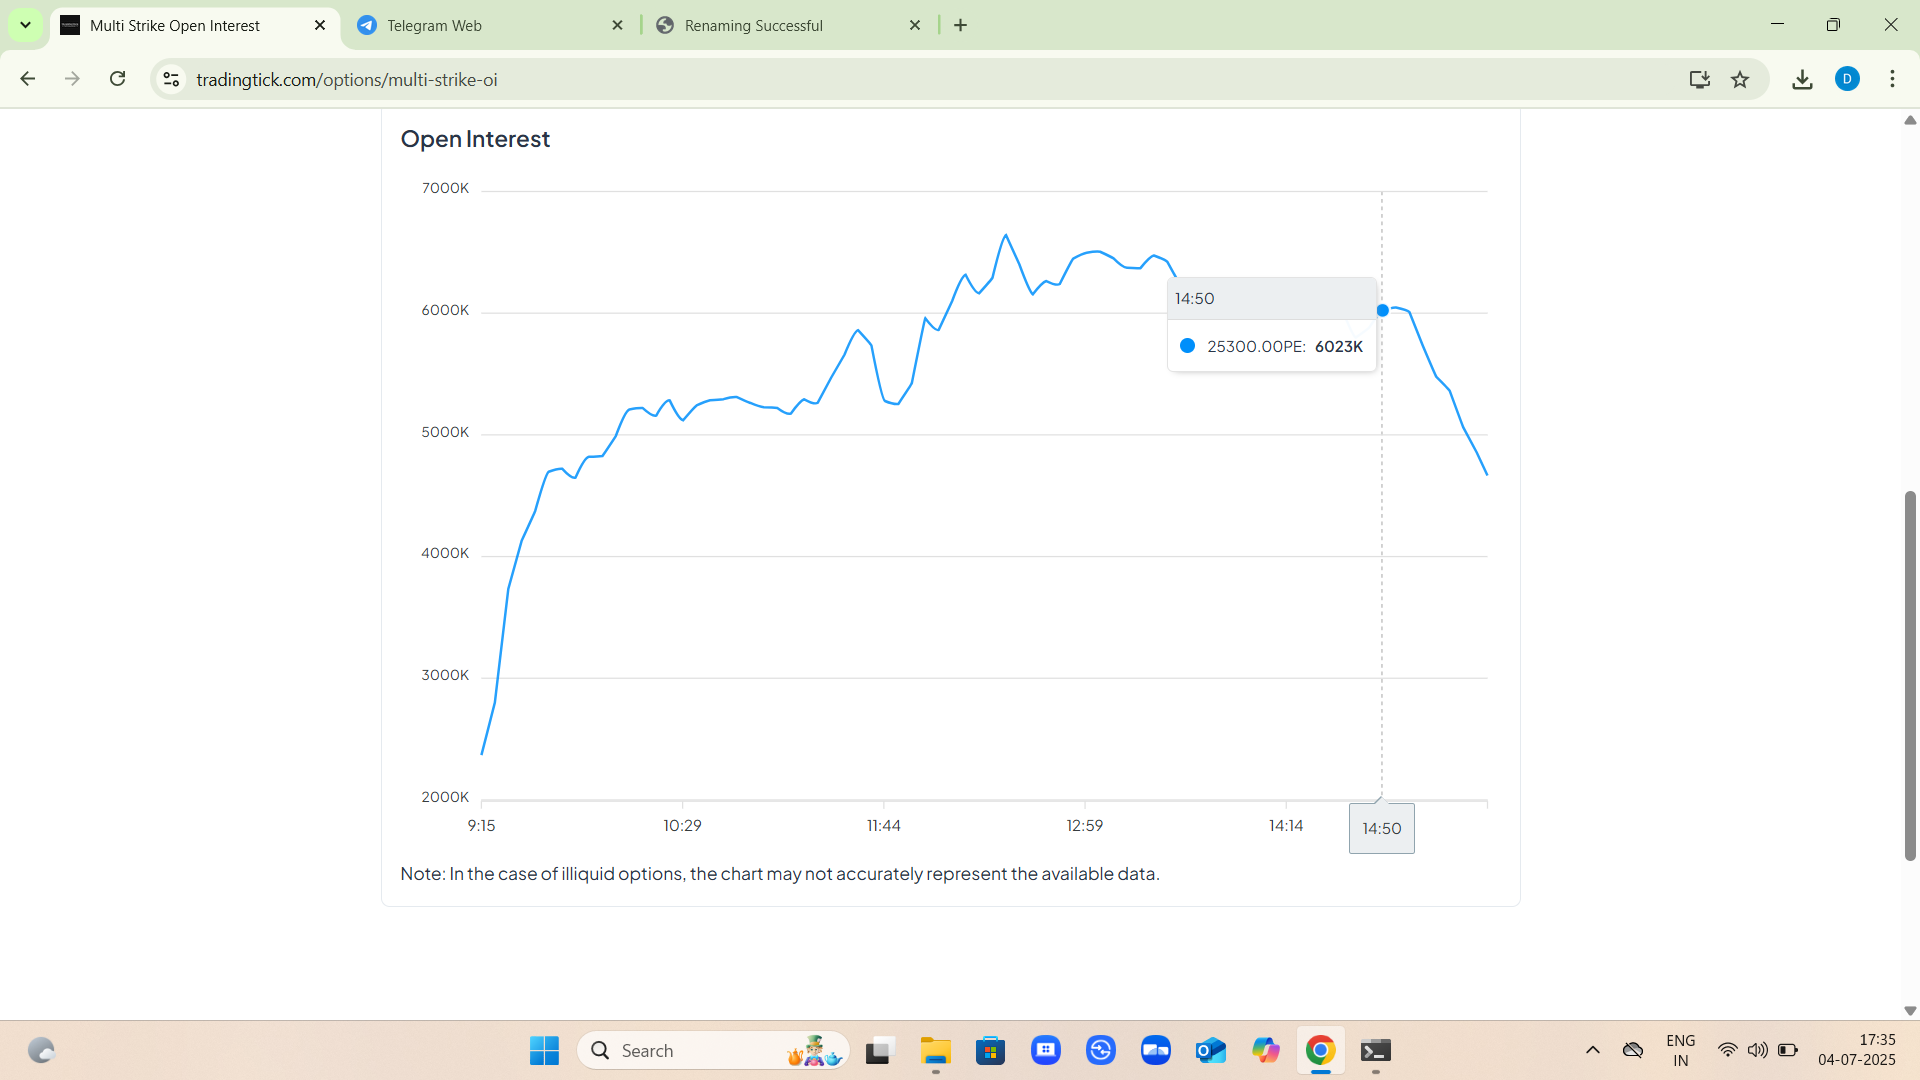 Multi Strike Open Interest
Telegram Web
Renaming Successful
tradingtick.com/options/multi-strike-oi
D
Open Interest
7000K
6000K
5000K
4000K
3000K
2000K
14:50
25300.00PE: 6023K
9:15
10:29
11:44
12:59
14:14
14:50
Note: In the case of illiquid options, the chart may not accurately represent the available data.
Search
ENG
IN
17:35
04-07-2025